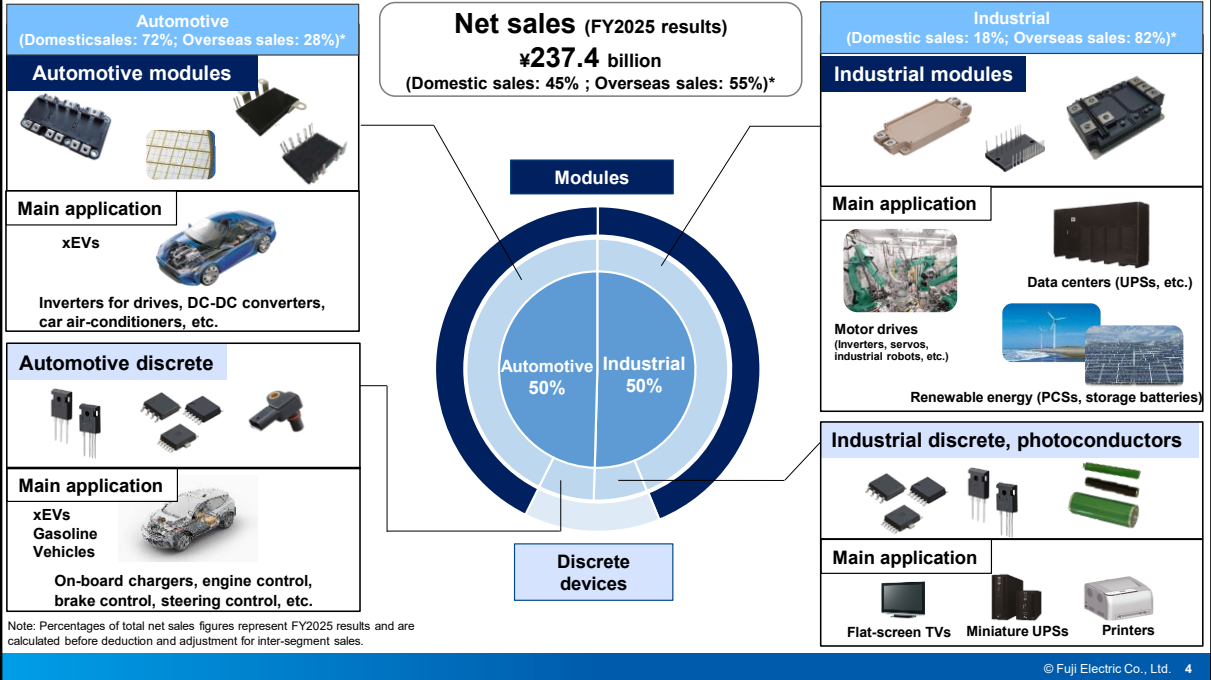 Automotive
(Domesticsales: 72%; Overseas sales: 28%)*
Automotive modules
Main application
xEVs
Inverters for drives, DC-DC converters,
car air-conditioners, etc.
Automotive discrete
Main application
xEVs
Gasoline
Vehicles
On-board chargers, engine control,
brake control, steering control, etc.
Note: Percentages of total net sales figures represent FY2025 results and are
calculated before deduction and adjustment for inter-segment sales.
Net sales (FY2025 results)
¥237.4 billion
(Domestic sales: 45% ; Overseas sales: 55%)*
Modules
Automotive
50%
Industrial
50%
Discrete
devices
Industrial
(Domestic sales: 18%; Overseas sales: 82%)*
Industrial modules
Main application
Data centers (UPSs, etc.)
Motor drives
(Inverters, servos,
industrial robots, etc.)
Renewable energy (PCSs, storage batteries)
Industrial discrete, photoconductors
Main application
Flat-screen TVs
Miniature UPSs
Printers
© Fuji Electric Co., Ltd. 4